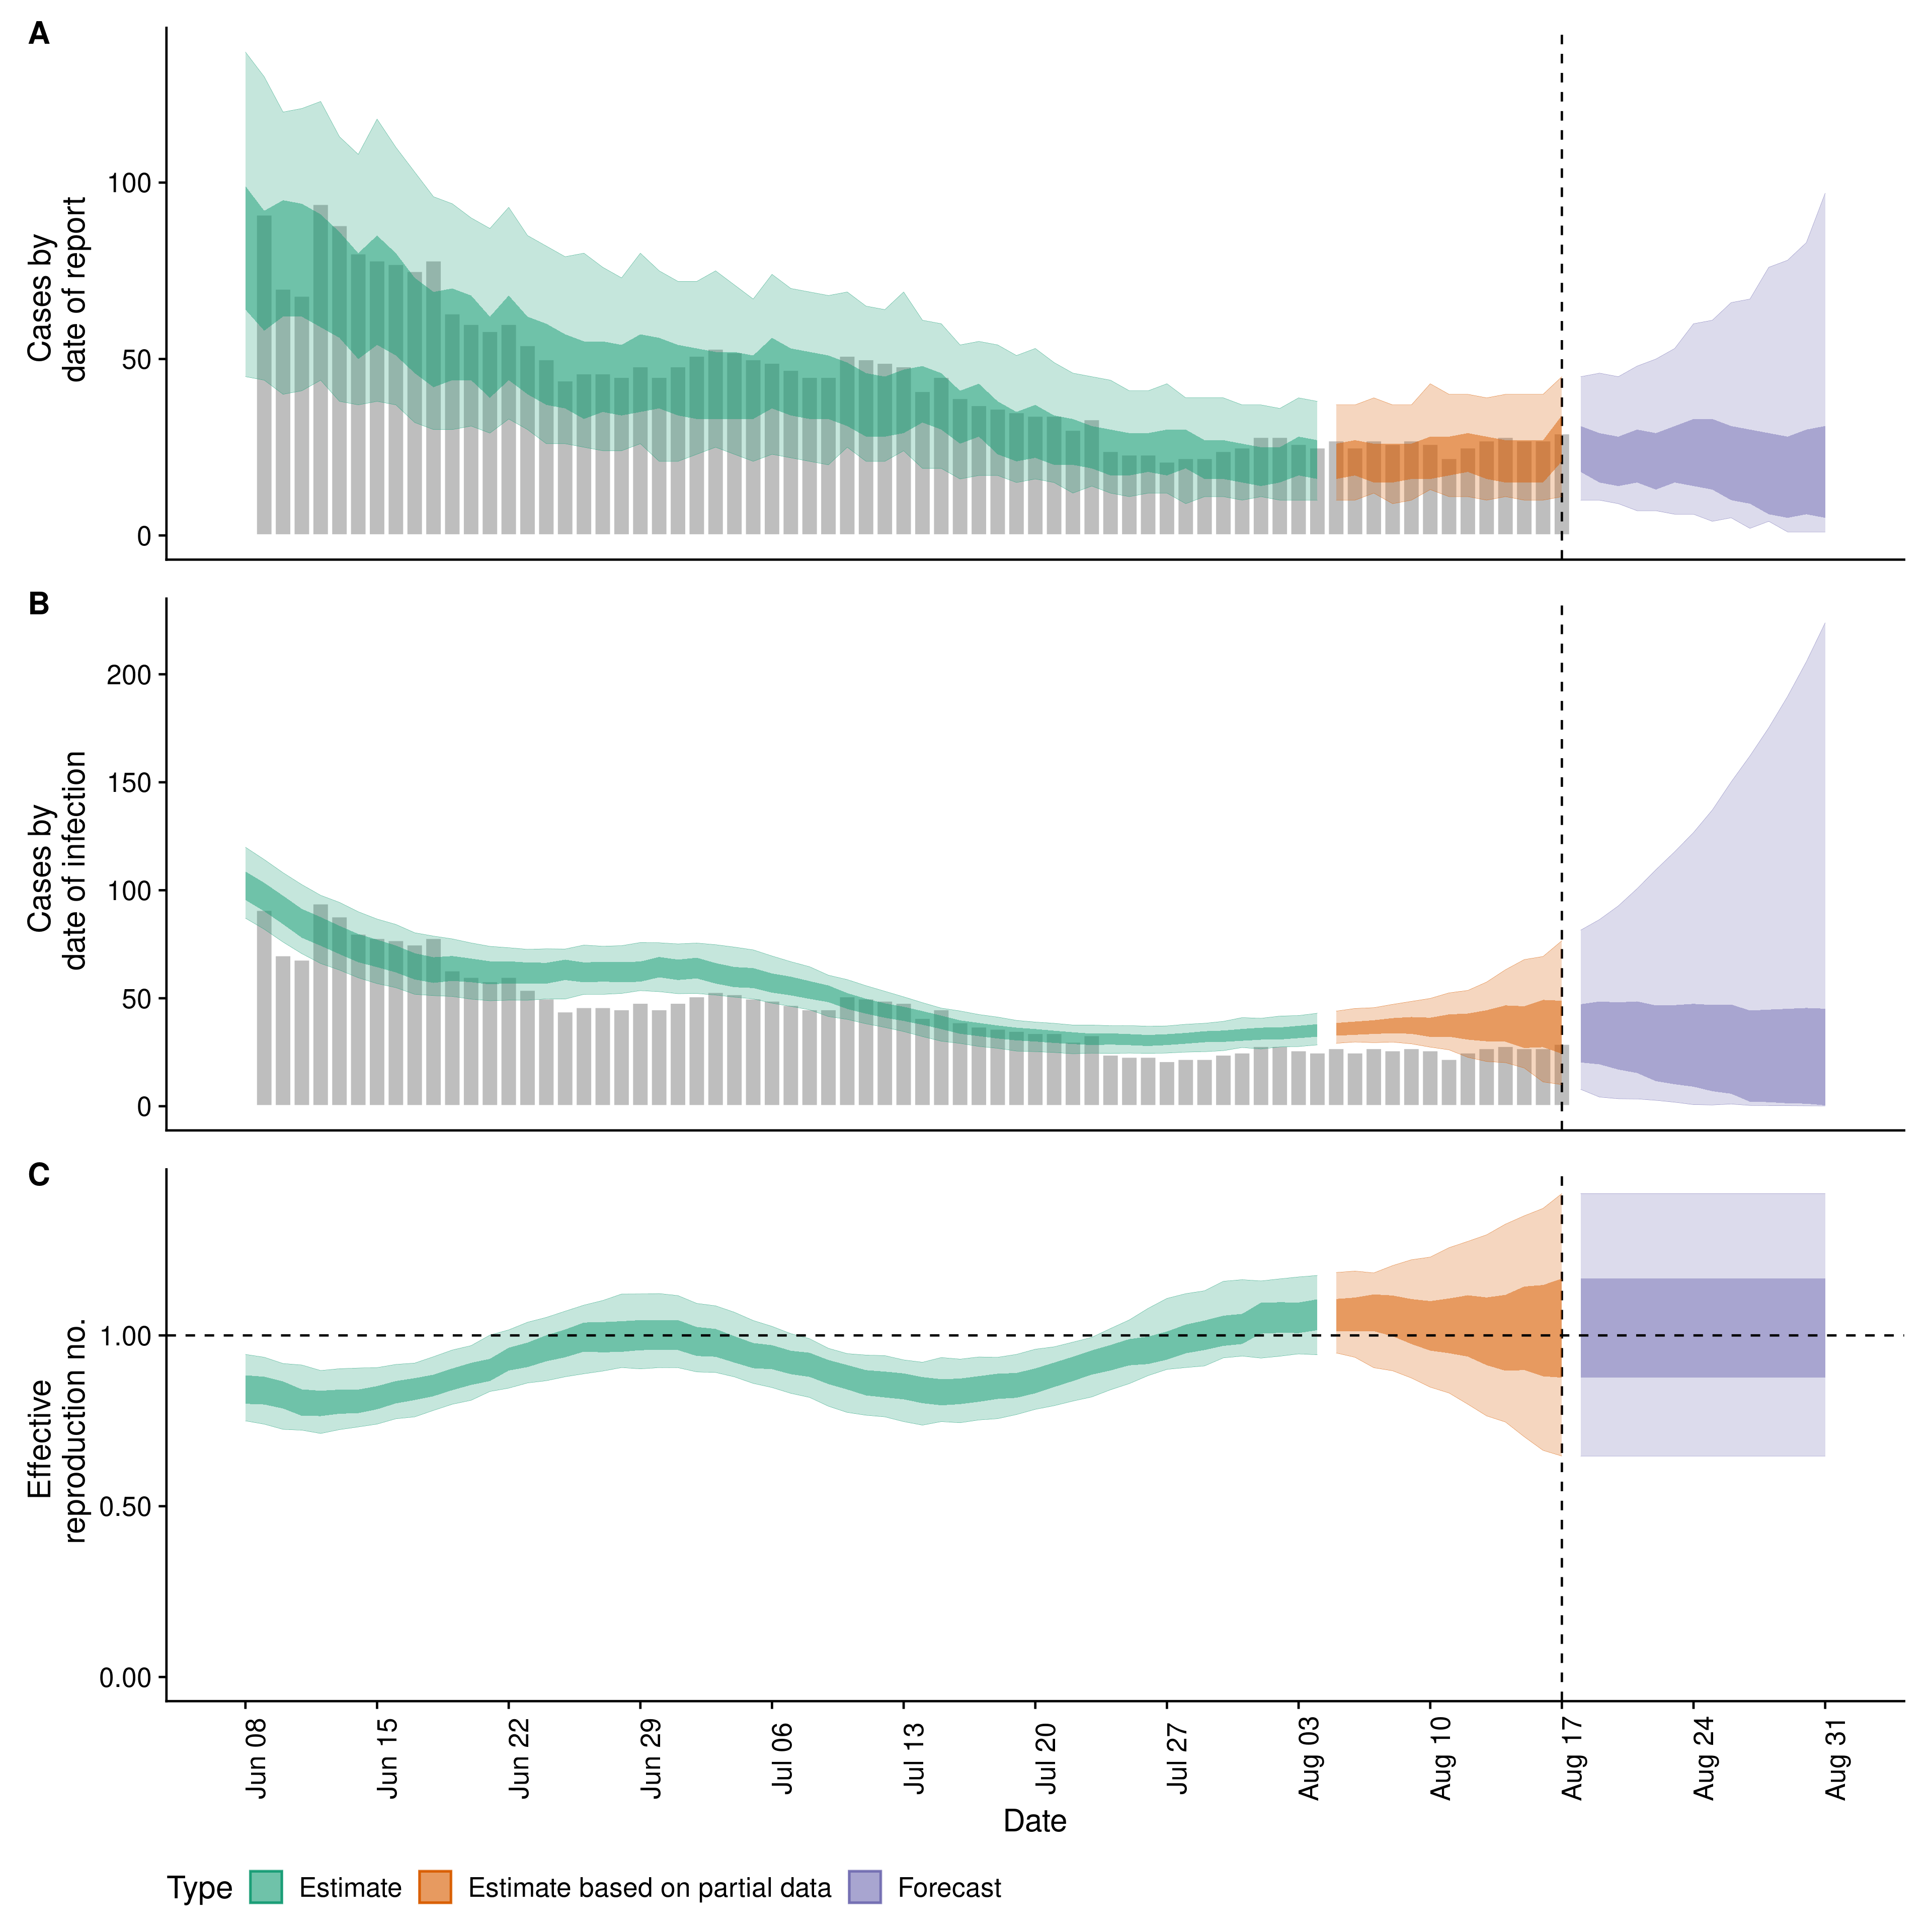 A
Cases by
date of report
100
50
0
B
Cases by
date of infection
200
150
100
50
0
C
Effective
reproduction no.
1.00
0.50
0.00
Jun 08
Jun 15
Jun 22
Jun 29
Jul 06
Jul 13
Jul 20
Jul 27
Aug 03
Aug 10
Aug 17
Aug 24
Aug 31
Date
Type Estimate Estimate based on partial data Forecast